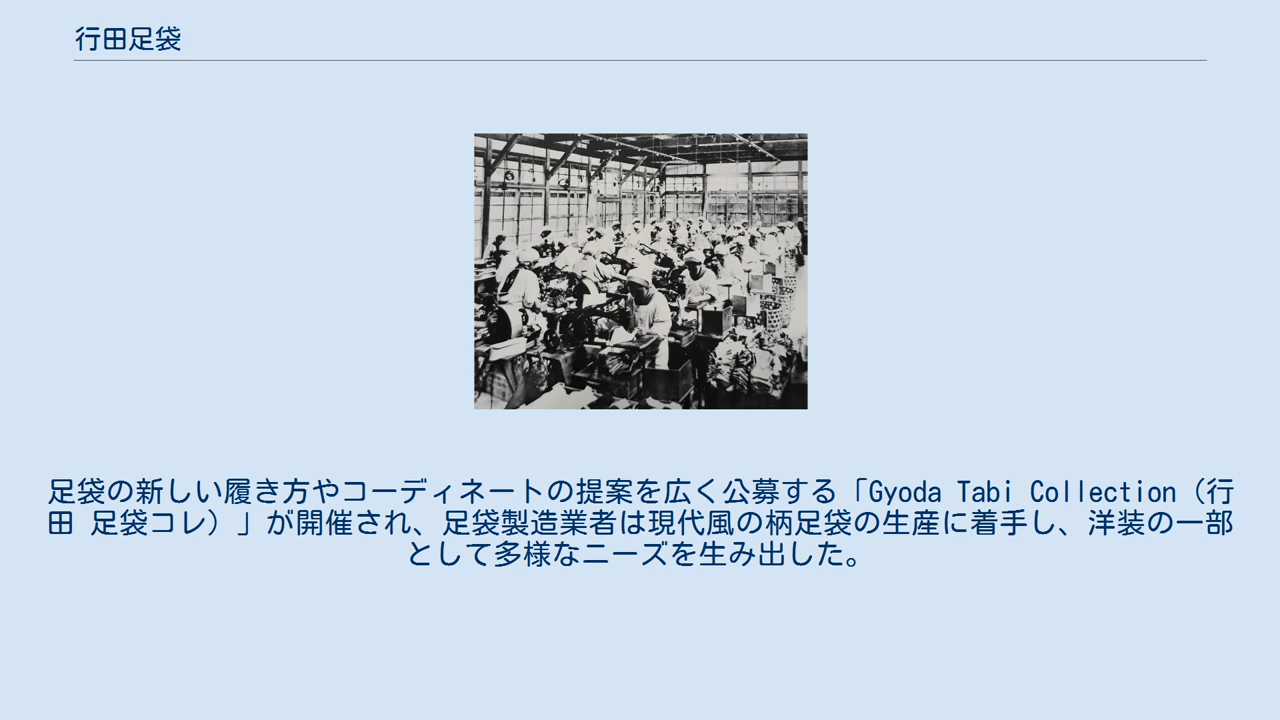 行田足袋
足袋の新しい履き方やコーディネートの提案を広く公募する「Gyoda Tabi Collection（行
田 足袋コレ）」が開催され、足袋製造業者は現代風の柄足袋の生産に着手し、洋装の一部
として多様なニーズを生み出した。